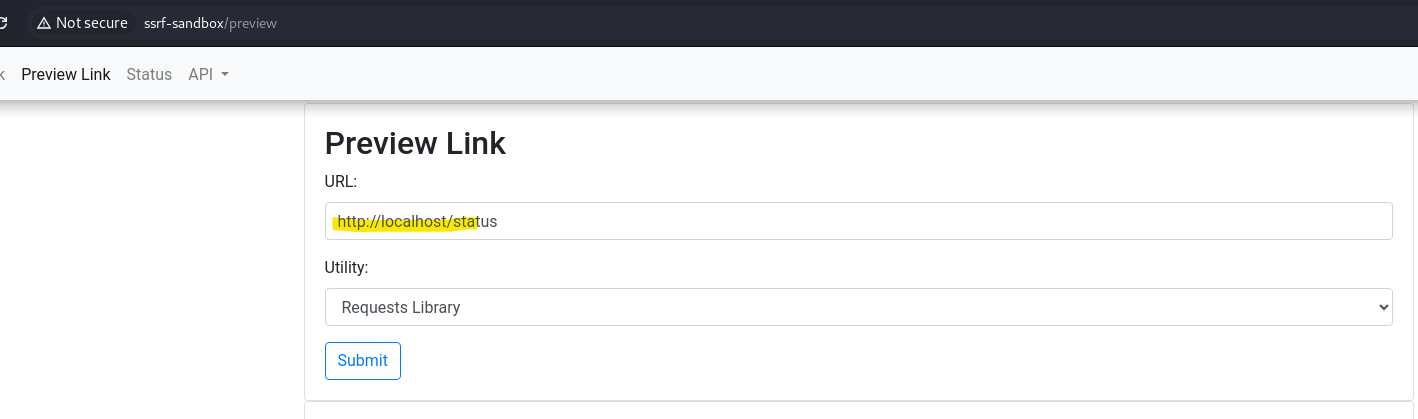 Not secure ssrf-sandbox/preview
k Preview Link Status API
Preview Link
URL:
http://localhost/status
Utility:
Requests Library
Submit